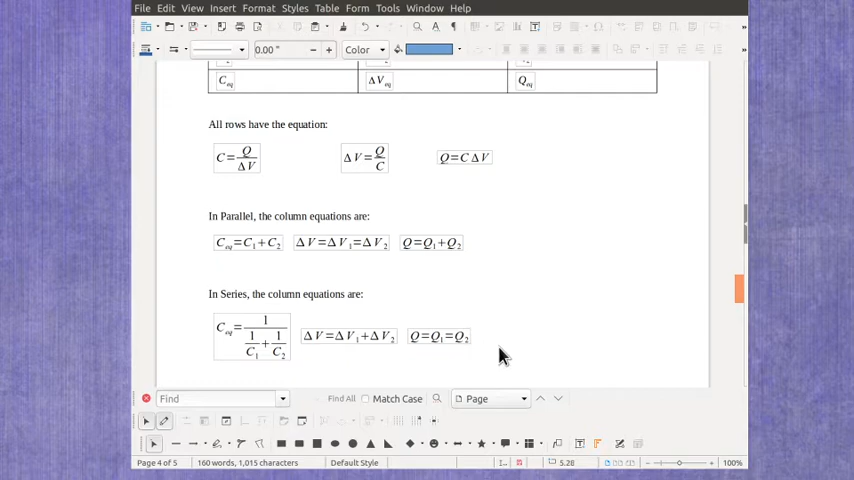 File Edit View Insert Format Styles Table Form Tools Window Help
0.00 " Color
C_eq ΔV_eq Q_eq
All rows have the equation:
C=Q/ΔV ΔV=Q/C Q=CΔV
In Parallel, the column equations are:
C_eq=C_1+C_2 ΔV=ΔV_1=ΔV_2 Q=Q_1+Q_2
In Series, the column equations are:
C_eq=1/(1/C_1+1/C_2) ΔV=ΔV_1+ΔV_2 Q=Q_1=Q_2
Find Find All Match Case Page
Page 4 of 5 160 words, 1,015 characters Default Style 5.28 100%